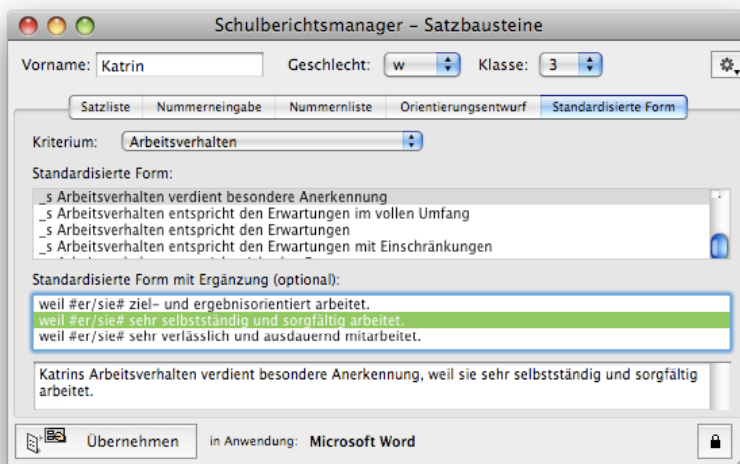 Schulberichtsmanager – Satzbausteine
Vorname: Katrin Geschlecht: w Klasse: 3
Satzliste Nummerneingabe Nummernliste Orientierungsentwurf Standardisierte Form
Kriterium: Arbeitsverhalten
Standardisierte Form:
_s Arbeitsverhalten verdient besondere Anerkennung
_s Arbeitsverhalten entspricht den Erwartungen im vollen Umfang
_s Arbeitsverhalten entspricht den Erwartungen
_s Arbeitsverhalten entspricht den Erwartungen mit Einschränkungen
Standardisierte Form mit Ergänzung (optional):
weil #er/sie# ziel- und ergebnisorientiert arbeitet.
weil #er/sie# sehr selbstständig und sorgfältig arbeitet.
weil #er/sie# sehr verlässlich und ausdauernd mitarbeitet.
Katrins Arbeitsverhalten verdient besondere Anerkennung, weil sie sehr selbstständig und sorgfältig
arbeitet.
Übernehmen in Anwendung: Microsoft Word